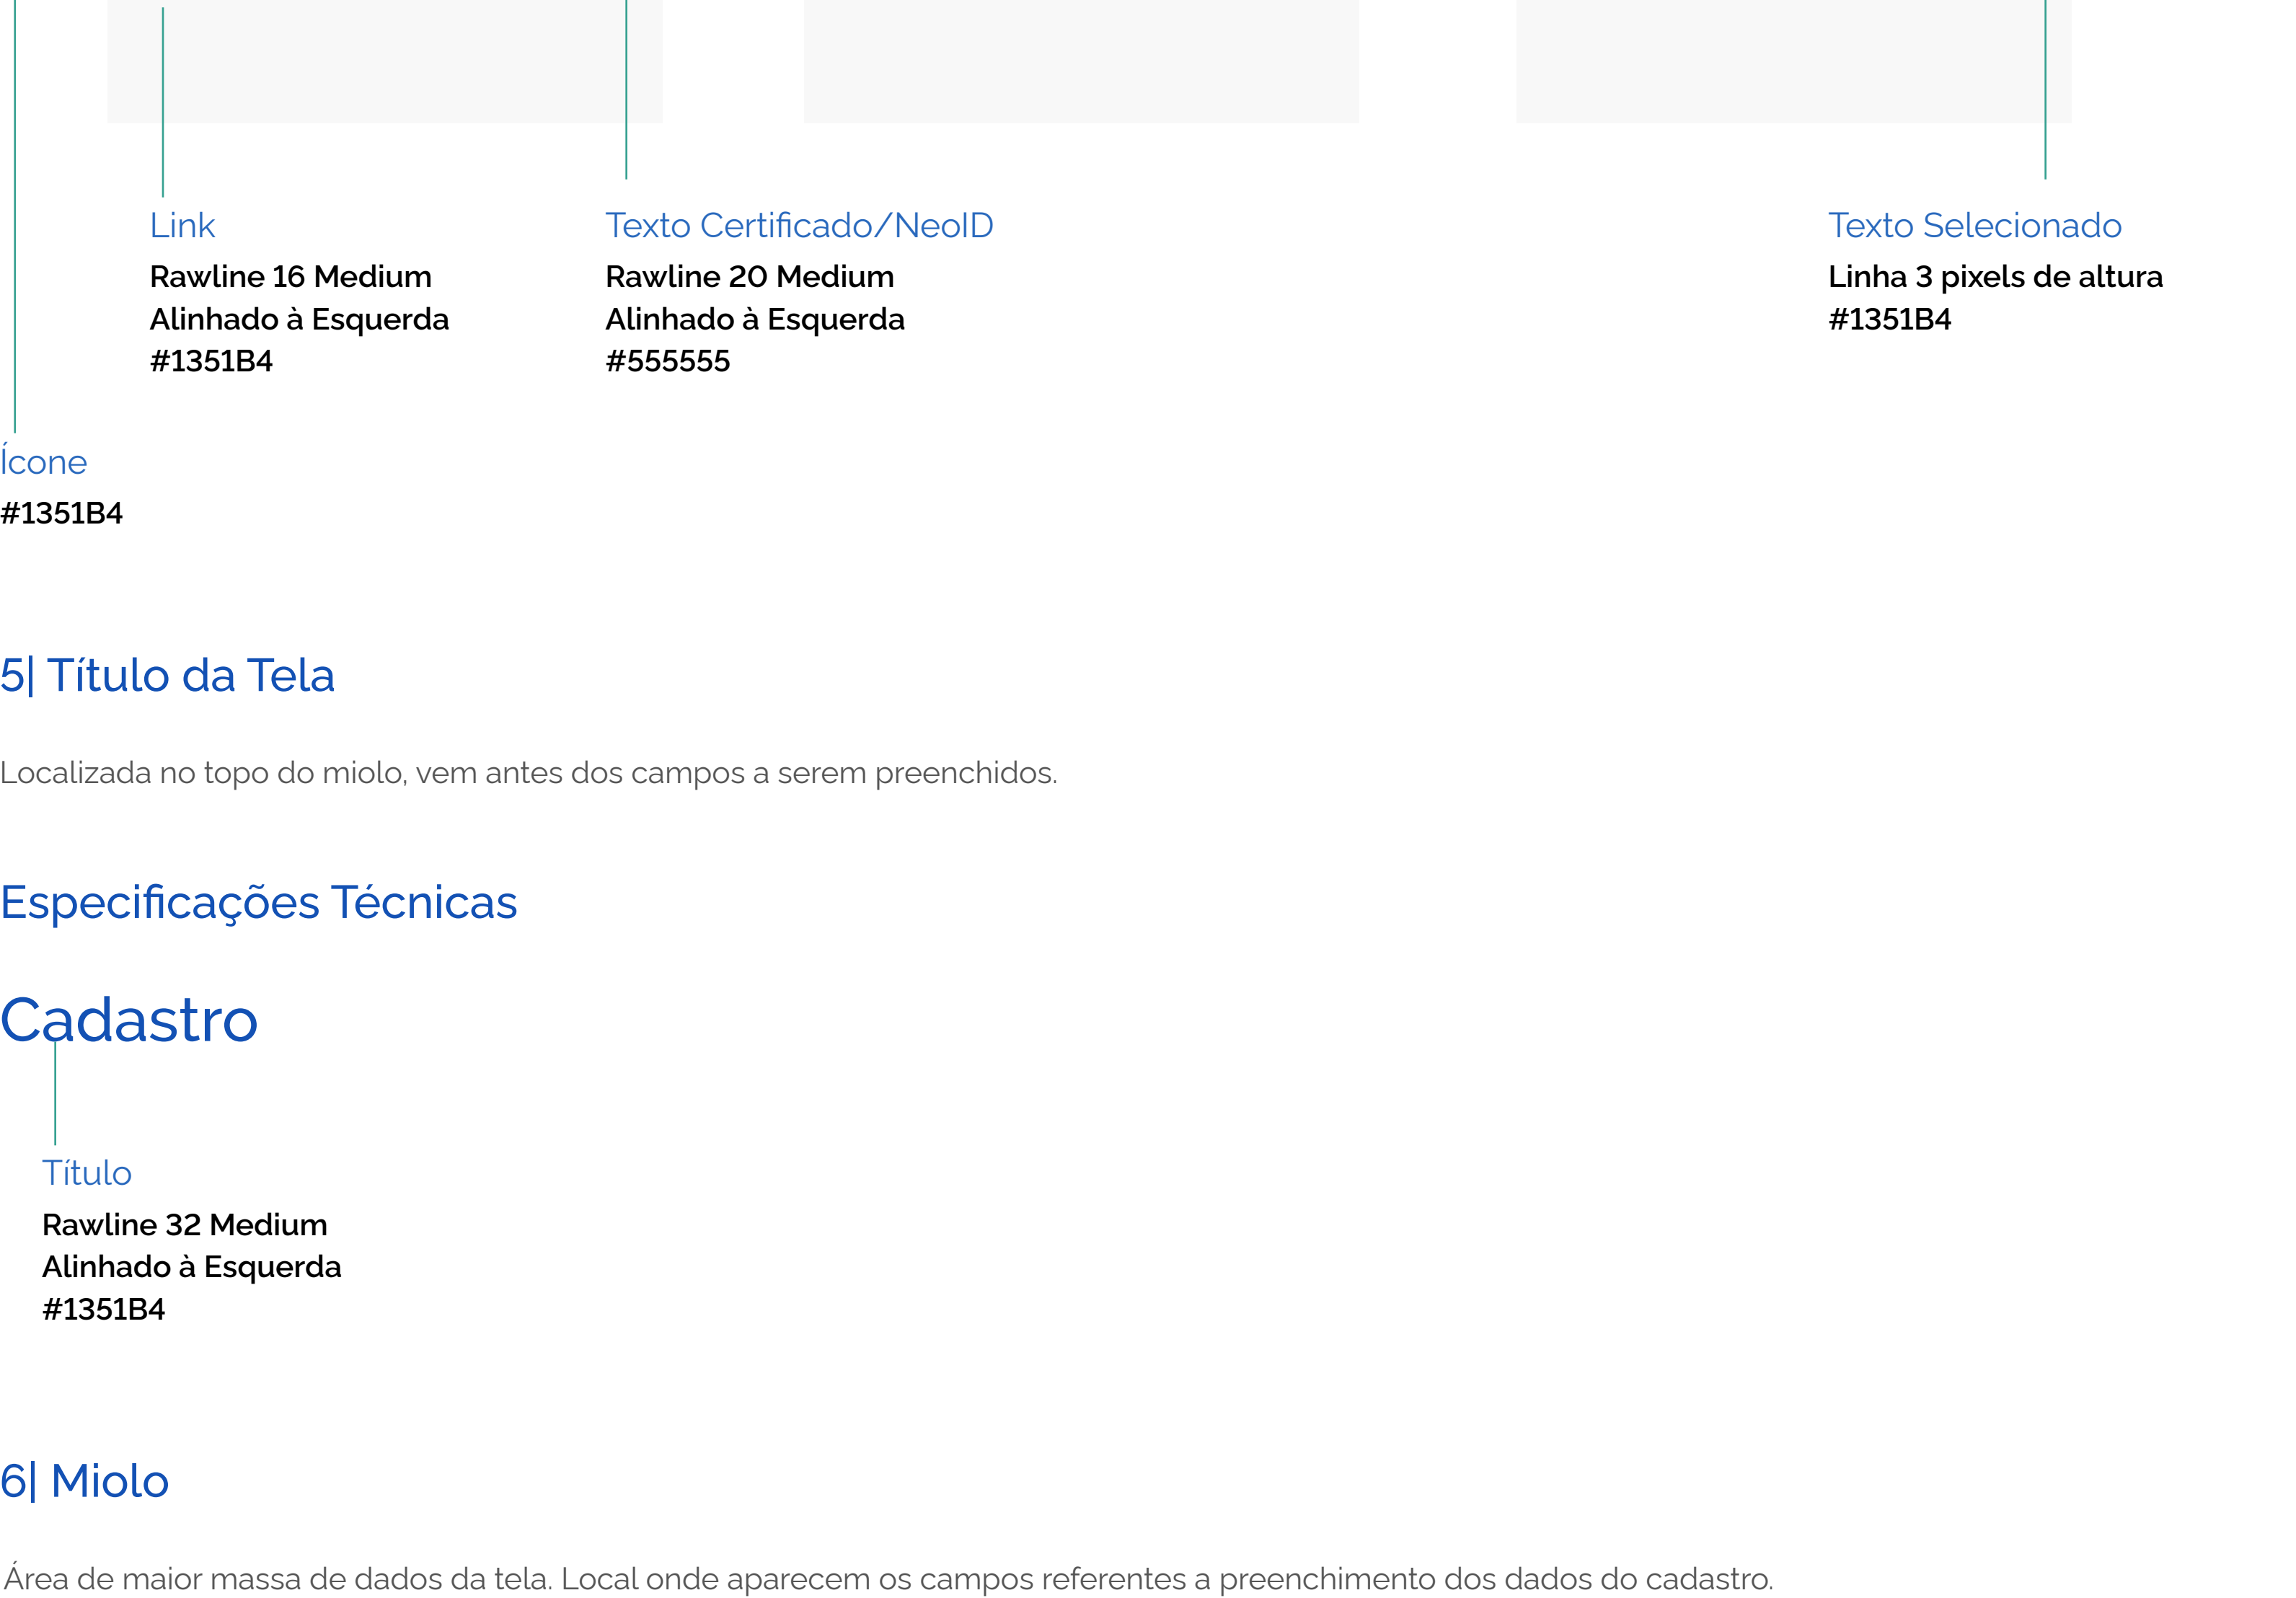 Link
Rawline 16 Medium
Alinhado à Esquerda
#1351B4
Texto Certificado/NeoID
Rawline 20 Medium
Alinhado à Esquerda
#555555
Texto Selecionado
Linha 3 pixels de altura
#1351B4
Ícone
#1351B4
5| Título da Tela
Localizada no topo do miolo, vem antes dos campos a serem preenchidos.
Especificações Técnicas
Cadastro
Título
Rawline 32 Medium
Alinhado à Esquerda
#1351B4
6| Miolo
Área de maior massa de dados da tela. Local onde aparecem os campos referentes a preenchimento dos dados do cadastro.